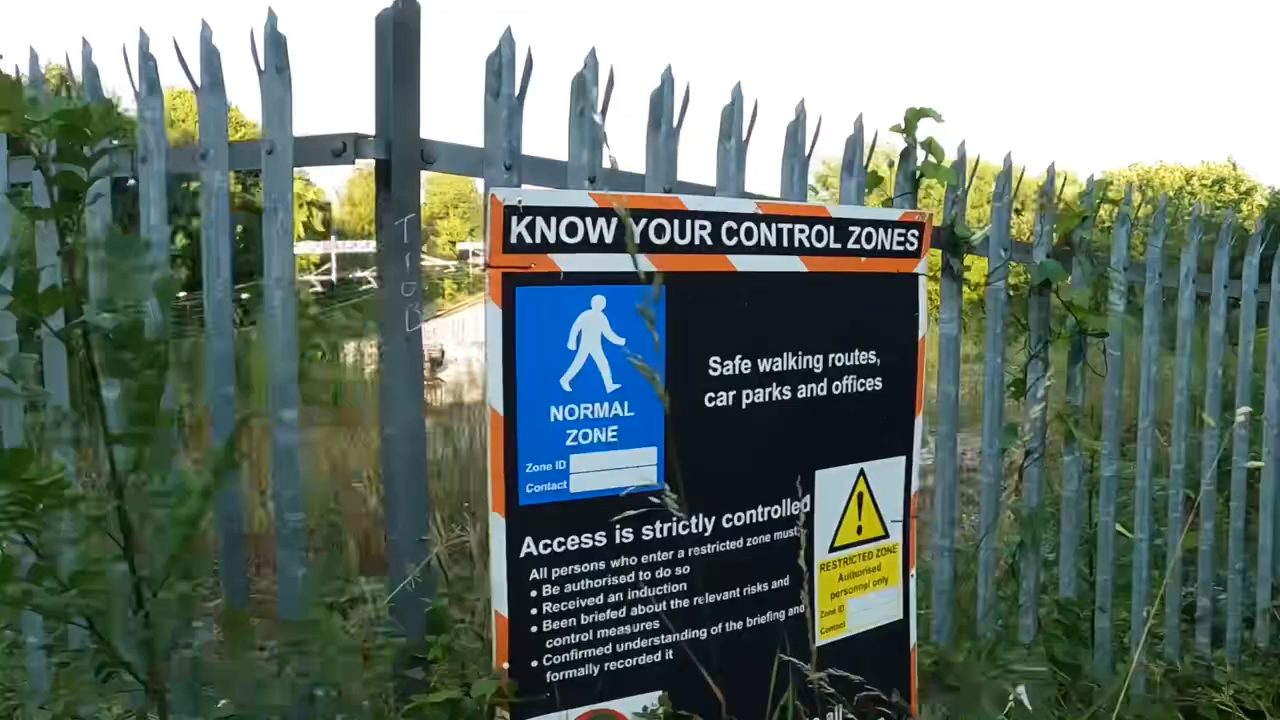 KNOW YOUR CONTROL ZONES
NORMAL
ZONE
Zone ID
Contact
Safe walking routes,
car parks and offices
Access is strictly controlled
All persons who enter a restricted zone must:
• Be authorised to do so
• Received an induction
• Been briefed about the relevant risks and
control measures
• Confirmed understanding of the briefing and
formally recorded it
RESTRICTED ZONE
Authorised
personnel only
Zone ID
Contact
all
TOB